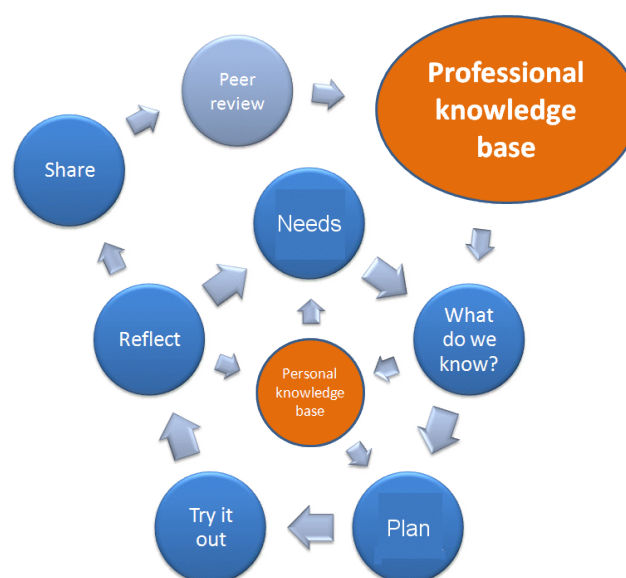 Professional
knowledge
base
Peer
review
Share
Needs
What
do we
know?
Reflect
Personal
knowledge
base
Try it
out
Plan